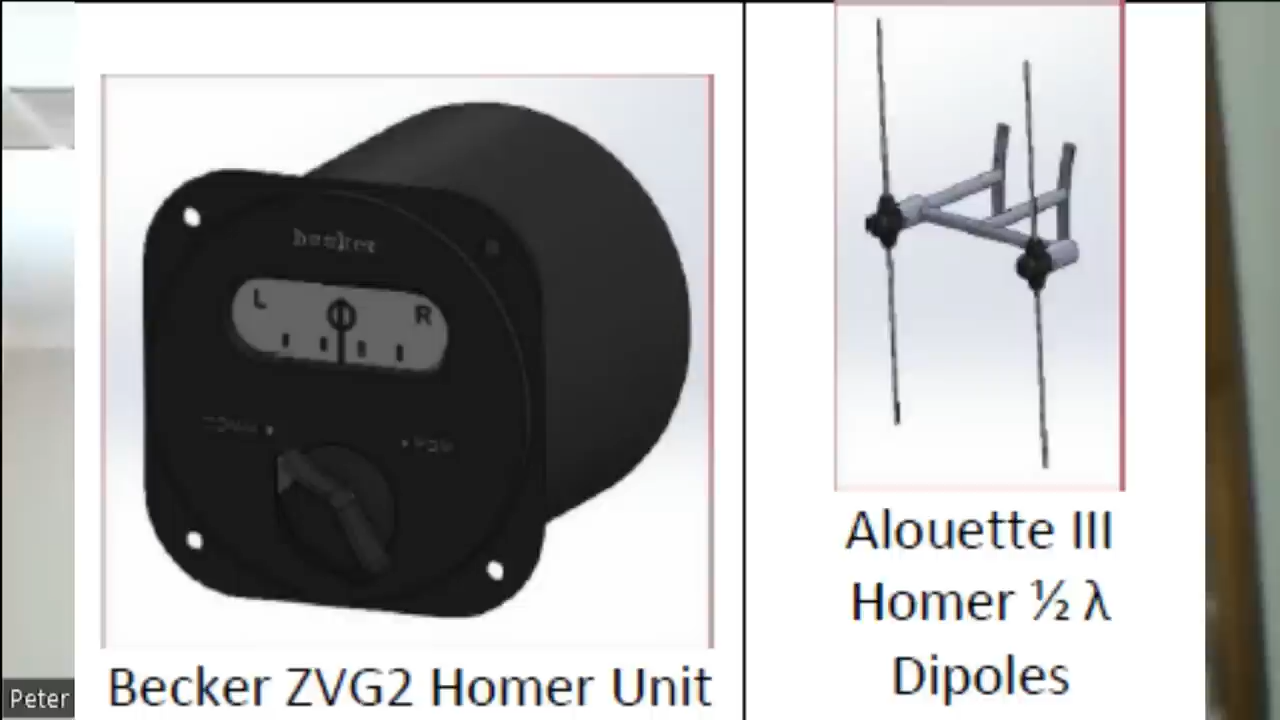 becker
L R
Becker ZVG2 Homer Unit
Alouette III
Homer ½ λ
Dipoles
Peter